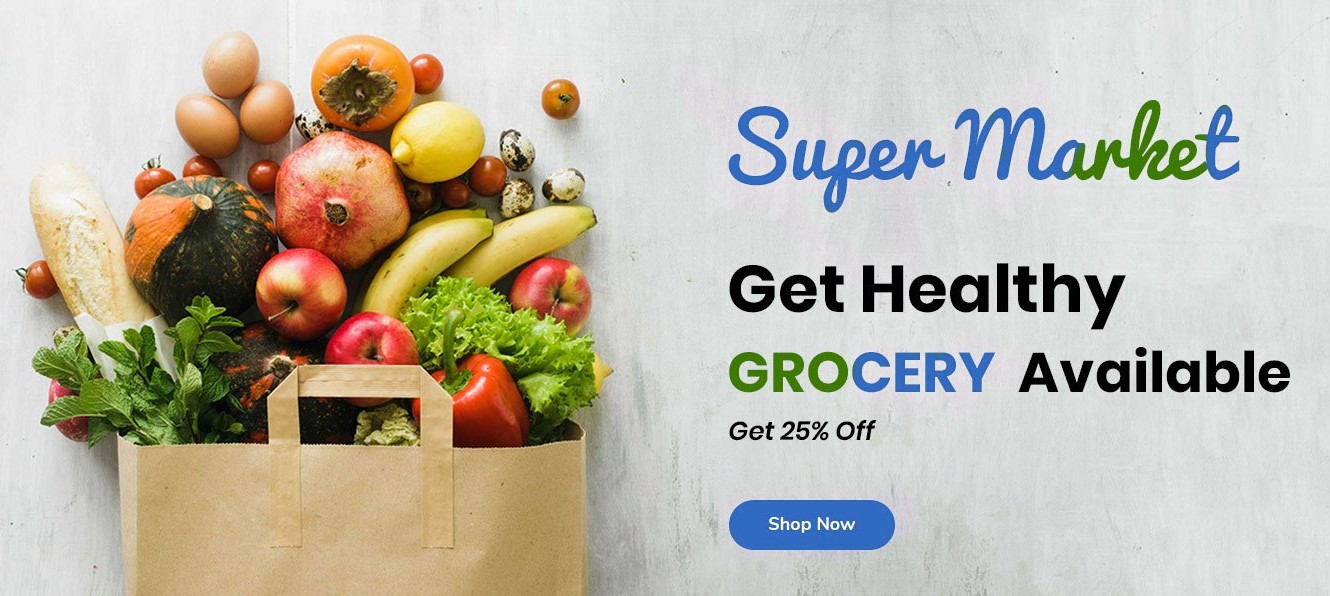 Super Market
Get Healthy
GROCERY Available
Get 25% Off
Shop Now